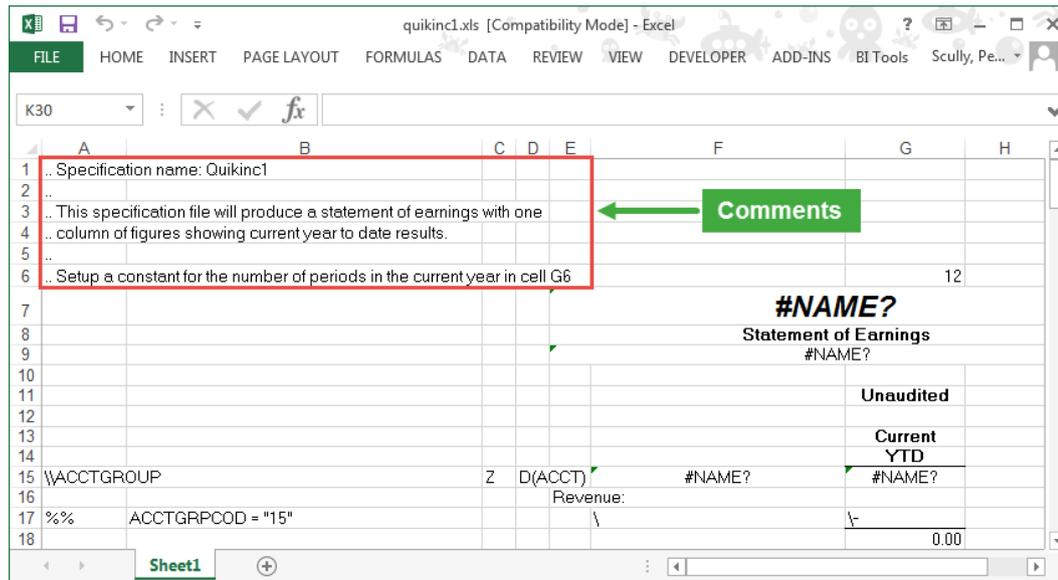 quikinc1.xls [Compatibility Mode] - Excel
?
FILE HOME INSERT PAGE LAYOUT FORMULAS DATA REVIEW VIEW DEVELOPER ADD-INS BI Tools Scully, Pe...
K30 fx
A B C D E F G H
1 .. Specification name: Quikinc1
2 ..
3 .. This specification file will produce a statement of earnings with one
Comments
4 .. column of figures showing current year to date results.
5 ..
6 .. Setup a constant for the number of periods in the current year in cell G6 12
7 #NAME?
8 Statement of Earnings
9 #NAME?
10
11 Unaudited
12
13 Current
14 YTD
15 \\ACCTGROUP Z D(ACCT) #NAME? #NAME?
16 Revenue:
17 %% ACCTGRPCOD = "15" \ \-
18 0.00
Sheet1